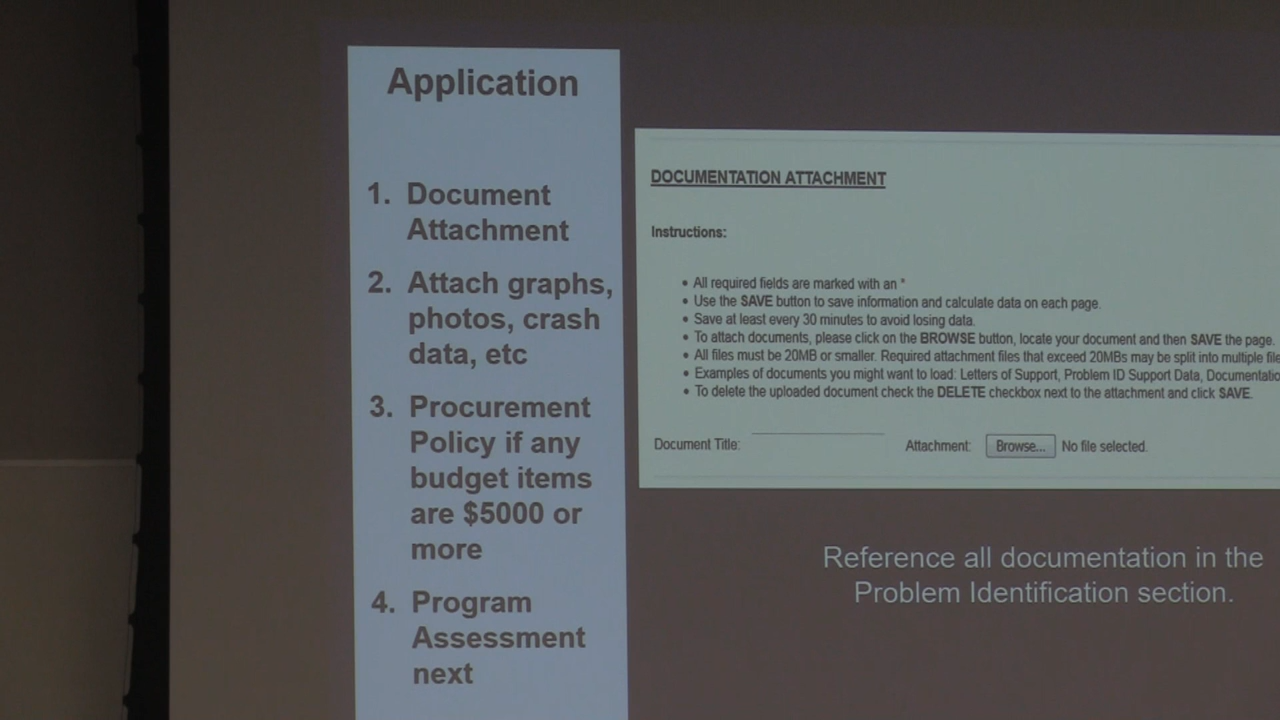 Application
1. Document
Attachment
2. Attach graphs,
photos, crash
data, etc
3. Procurement
Policy if any
budget items
are $5000 or
more
4. Program
Assessment
next
DOCUMENTATION ATTACHMENT
Instructions:
• All required fields are marked with an *
• Use the SAVE button to save information and calculate data on each page.
• Save at least every 30 minutes to avoid losing data.
• To attach documents, please click on the BROWSE button, locate your document and then SAVE the page.
• All files must be 20MB or smaller. Required attachment files that exceed 20MBs may be split into multiple file
• Examples of documents you might want to load: Letters of Support, Problem ID Support Data, Documentatio
• To delete the uploaded document check the DELETE checkbox next to the attachment and click SAVE.
Document Title: Attachment: Browse... No file selected.
Reference all documentation in the
Problem Identification section.